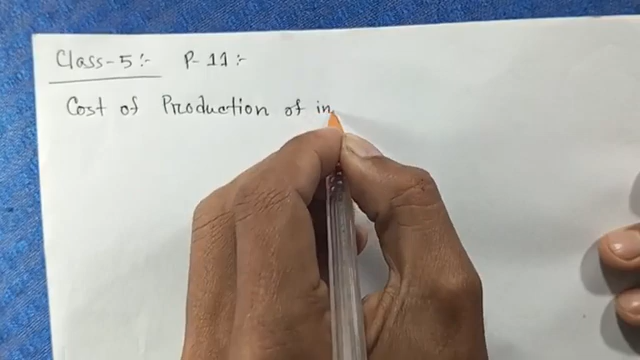 Class-5:- P-11:-
Cost of Production of in